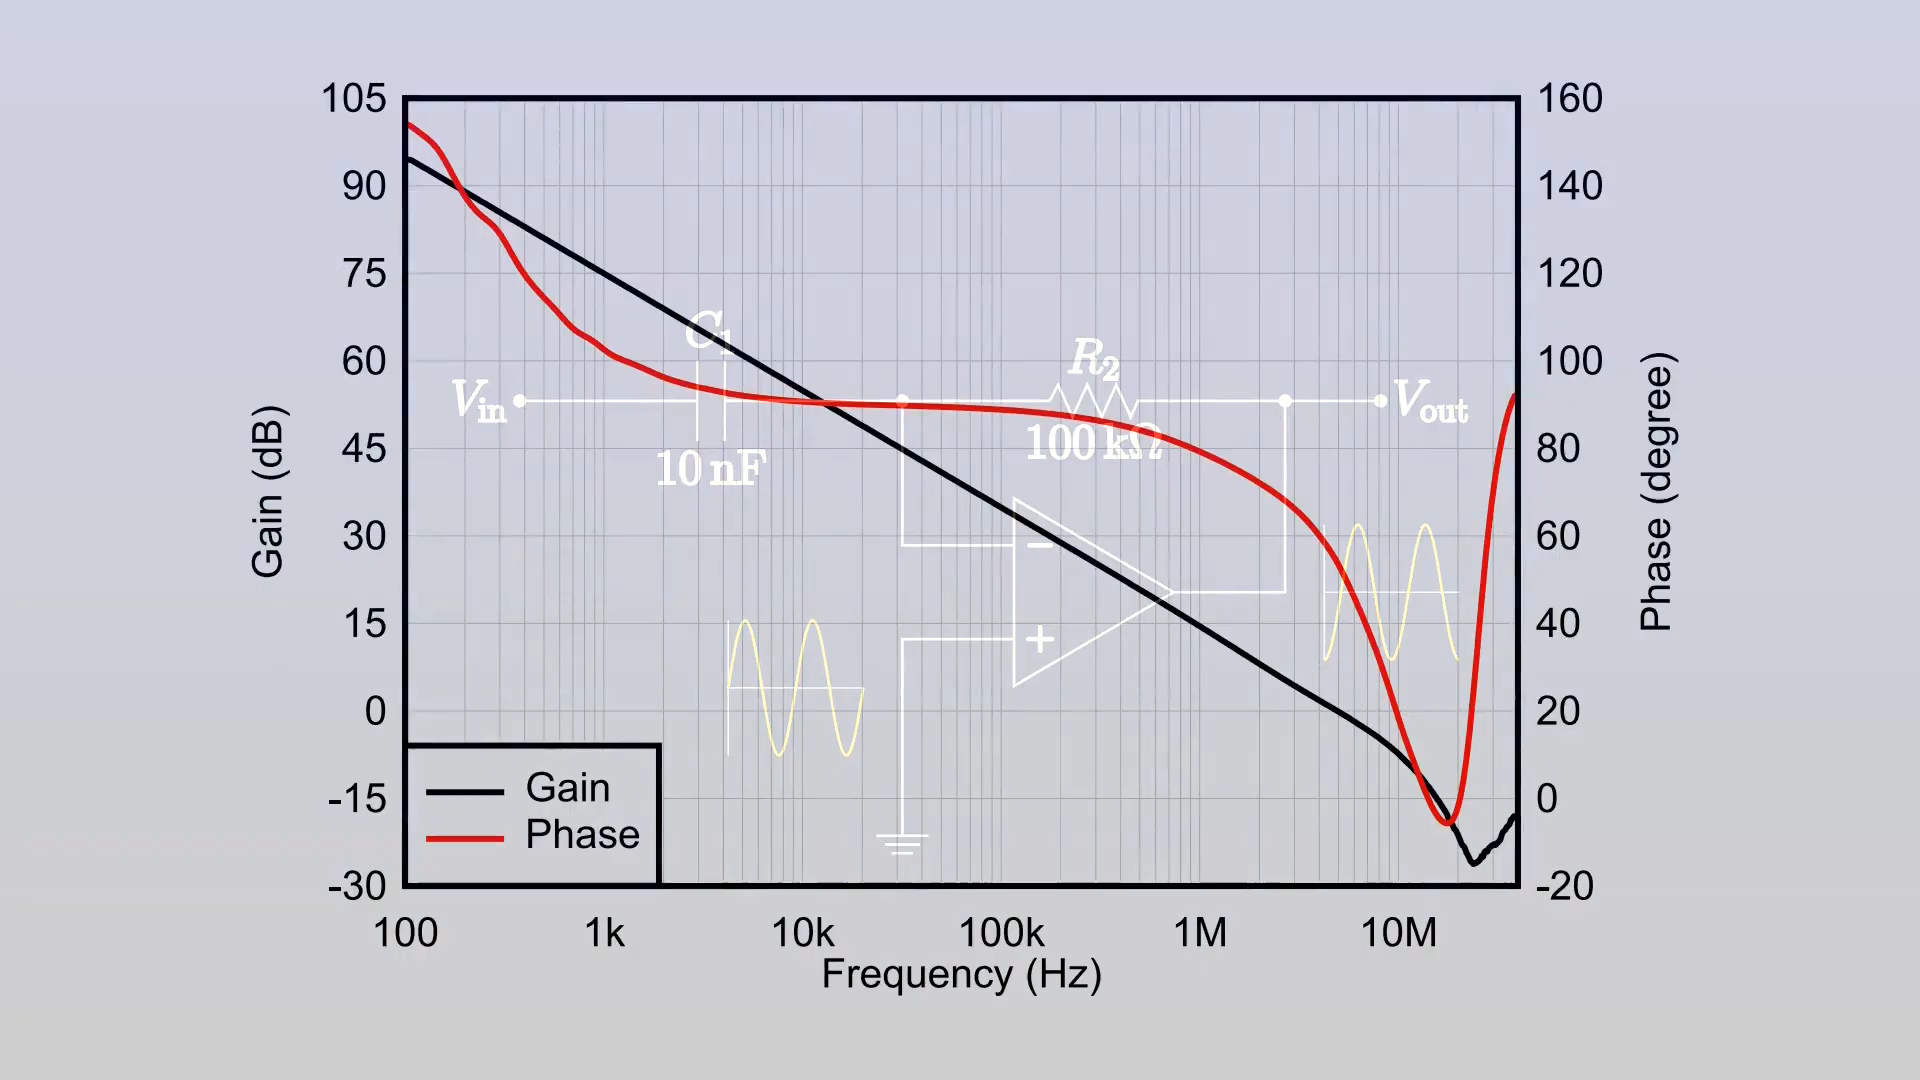 105
90
75
60
45
30
15
0
-15
-30
160
140
120
100
80
60
40
20
0
-20
Gain (dB)
Phase (degree)
C₁
10 nF
R₂
100 kΩ
Vin
Vout
−
+
Gain
Phase
100 1k 10k 100k 1M 10M
Frequency (Hz)